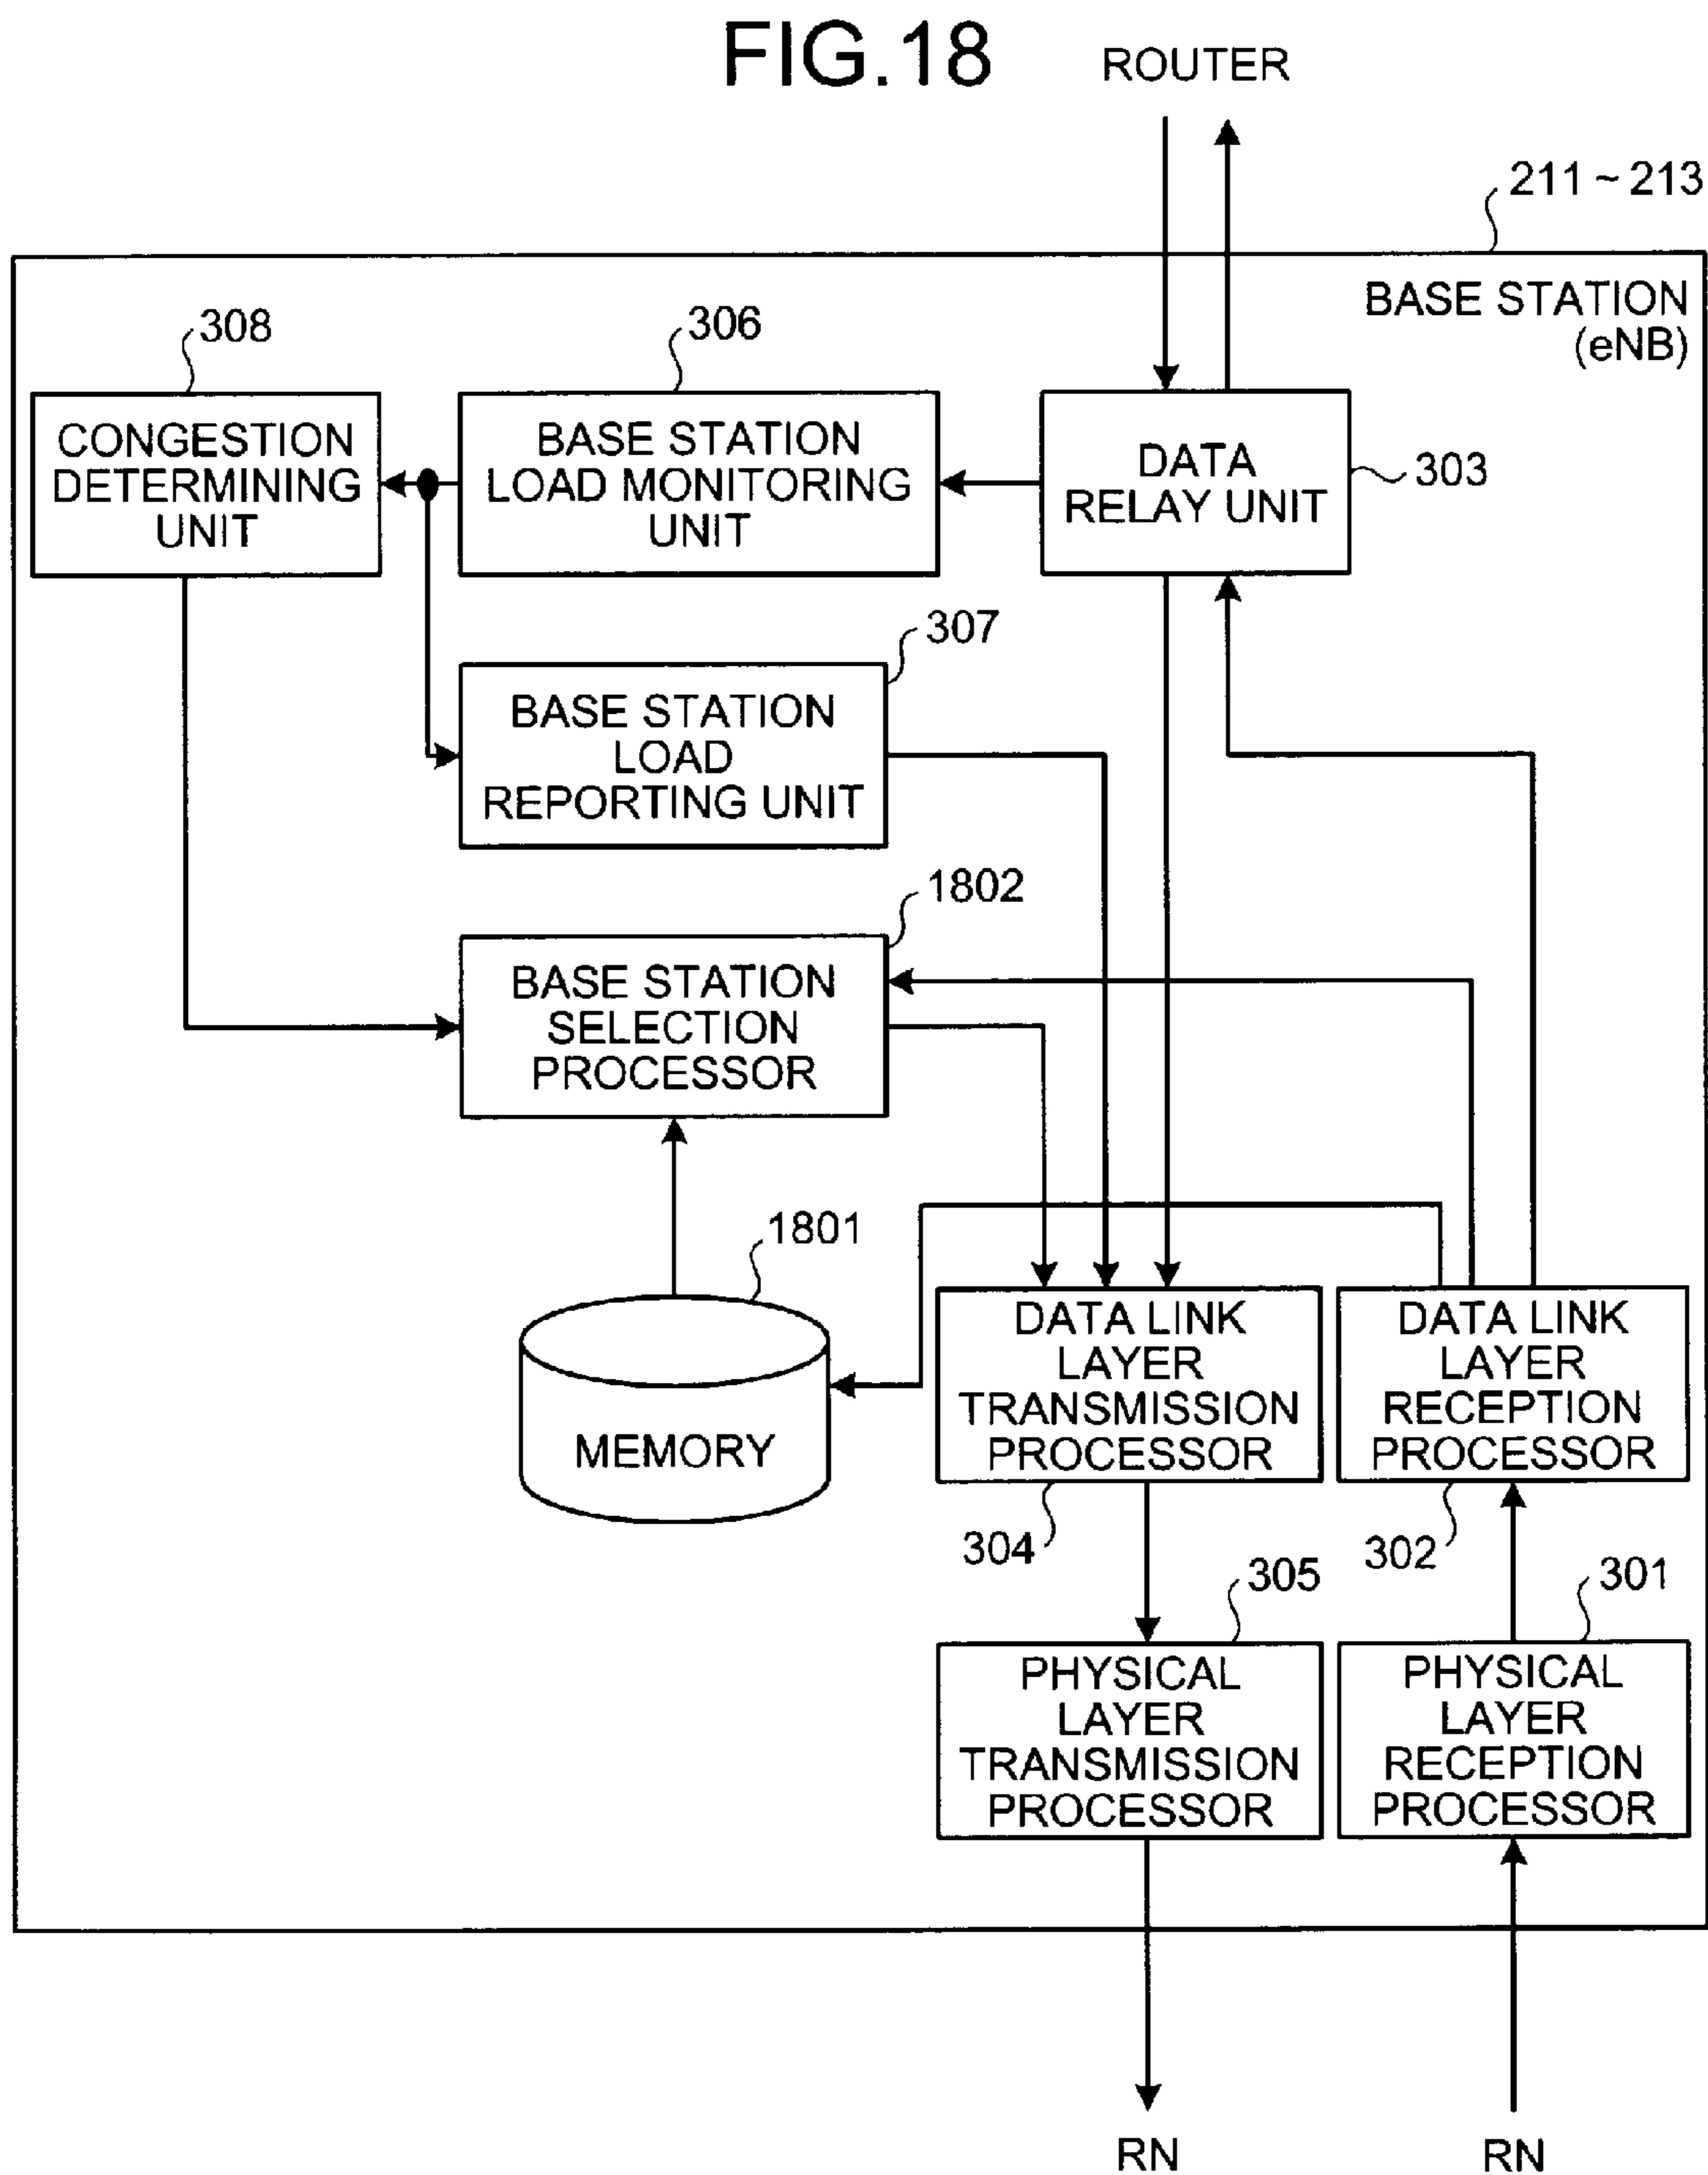 FIG.18
ROUTER
211 ~ 213
BASE STATION
(eNB)
308
306
CONGESTION
DETERMINING
UNIT
BASE STATION
LOAD MONITORING
UNIT
DATA
RELAY UNIT
303
307
BASE STATION
LOAD
REPORTING UNIT
1802
BASE STATION
SELECTION
PROCESSOR
1801
MEMORY
DATA LINK
LAYER
TRANSMISSION
PROCESSOR
DATA LINK
LAYER
RECEPTION
PROCESSOR
304
302
305
301
PHYSICAL
LAYER
TRANSMISSION
PROCESSOR
PHYSICAL
LAYER
RECEPTION
PROCESSOR
RN
RN